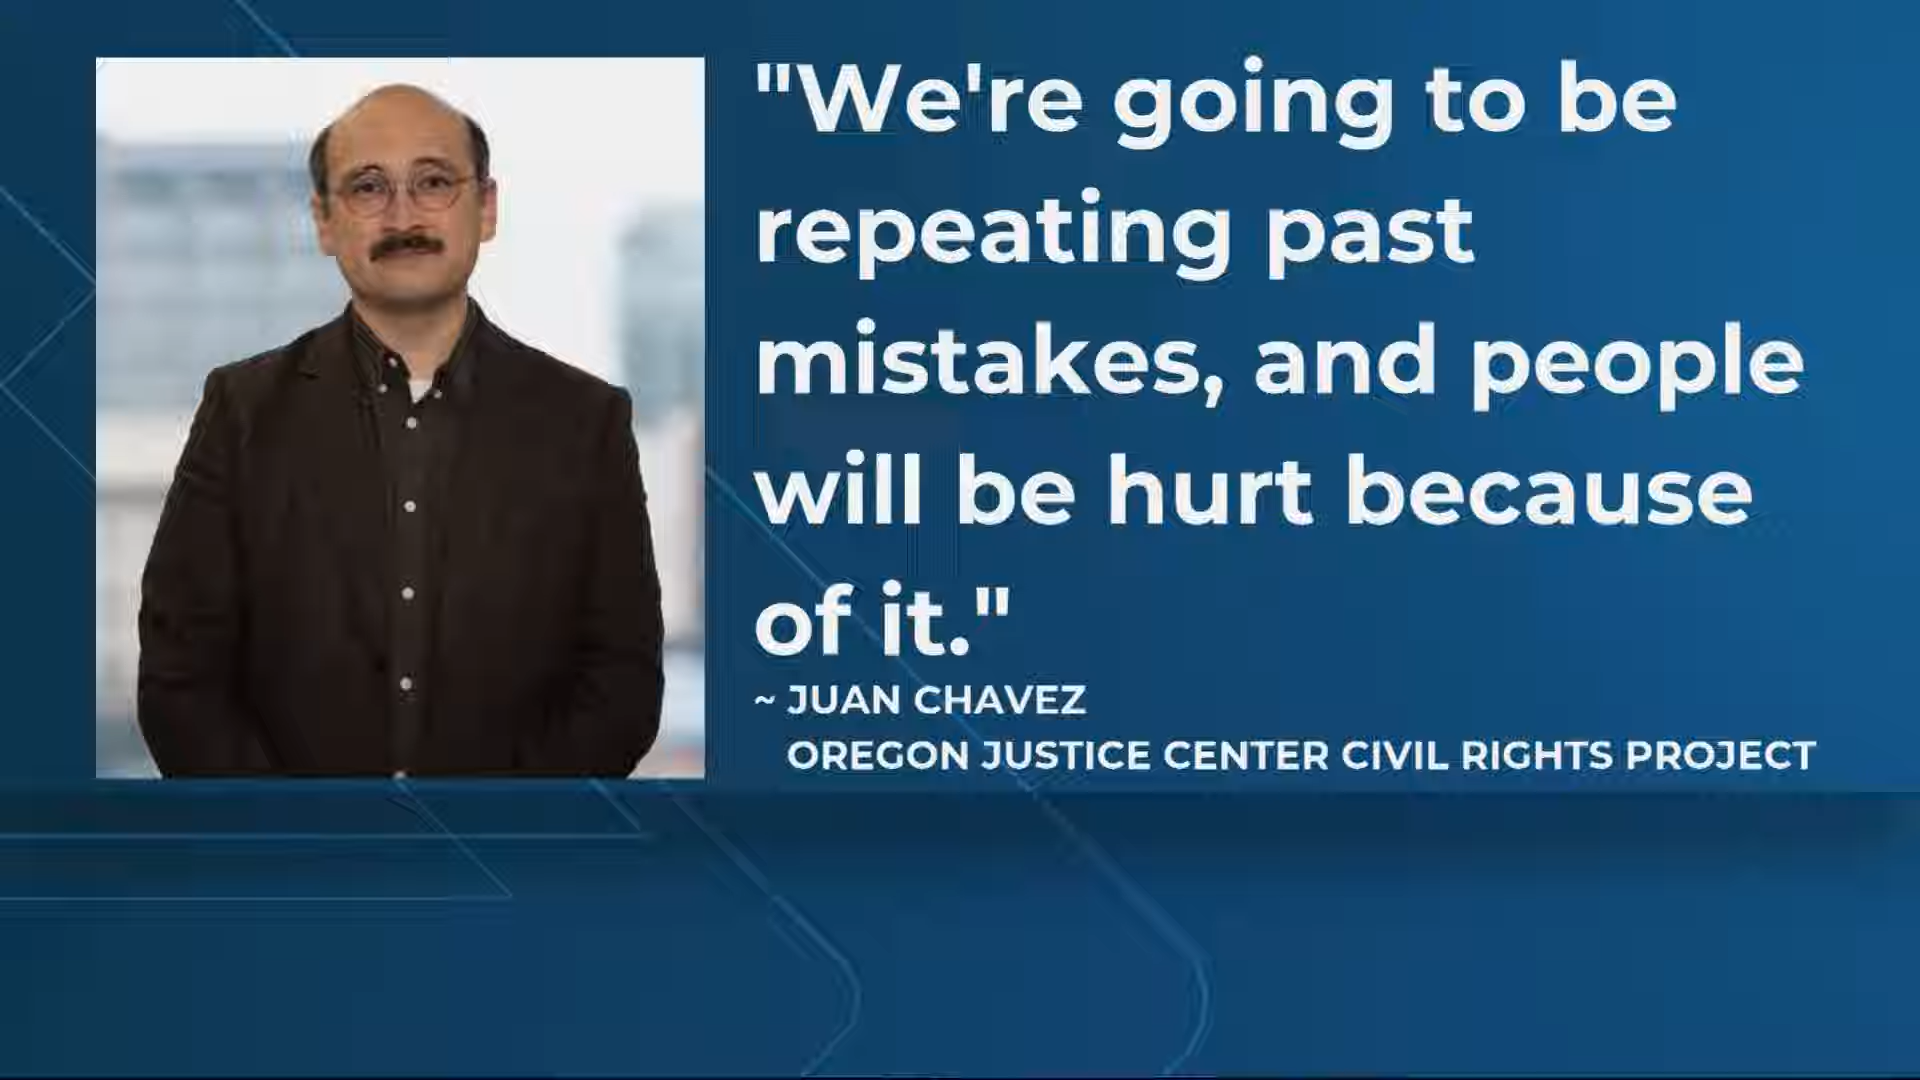 "We're going to be
repeating past
mistakes, and people
will be hurt because
of it."
~ JUAN CHAVEZ
OREGON JUSTICE CENTER CIVIL RIGHTS PROJECT